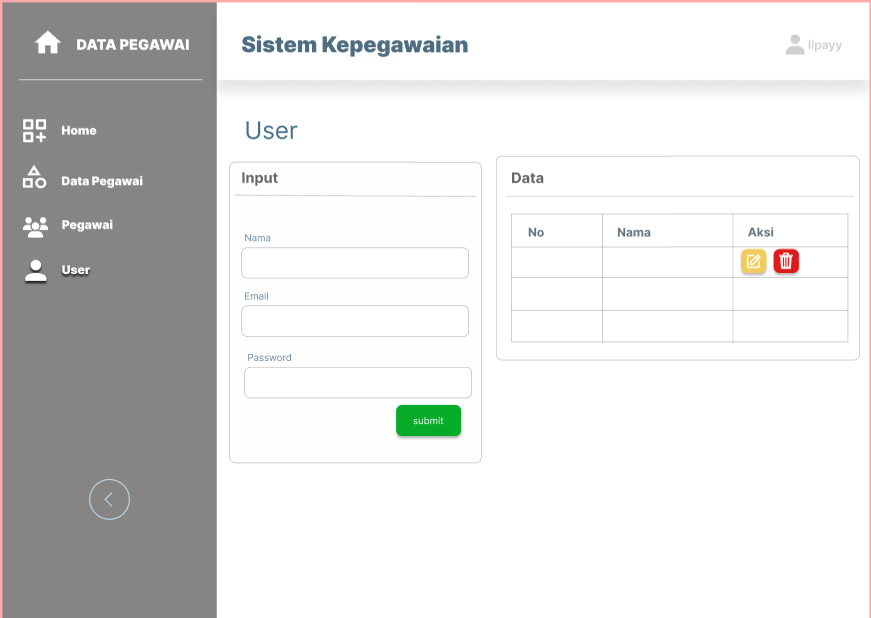 DATA PEGAWAI
Sistem Kepegawaian
lipayy
Home
Data Pegawai
Pegawai
User
User
Input
Nama
Email
Password
submit
Data
No Nama Aksi